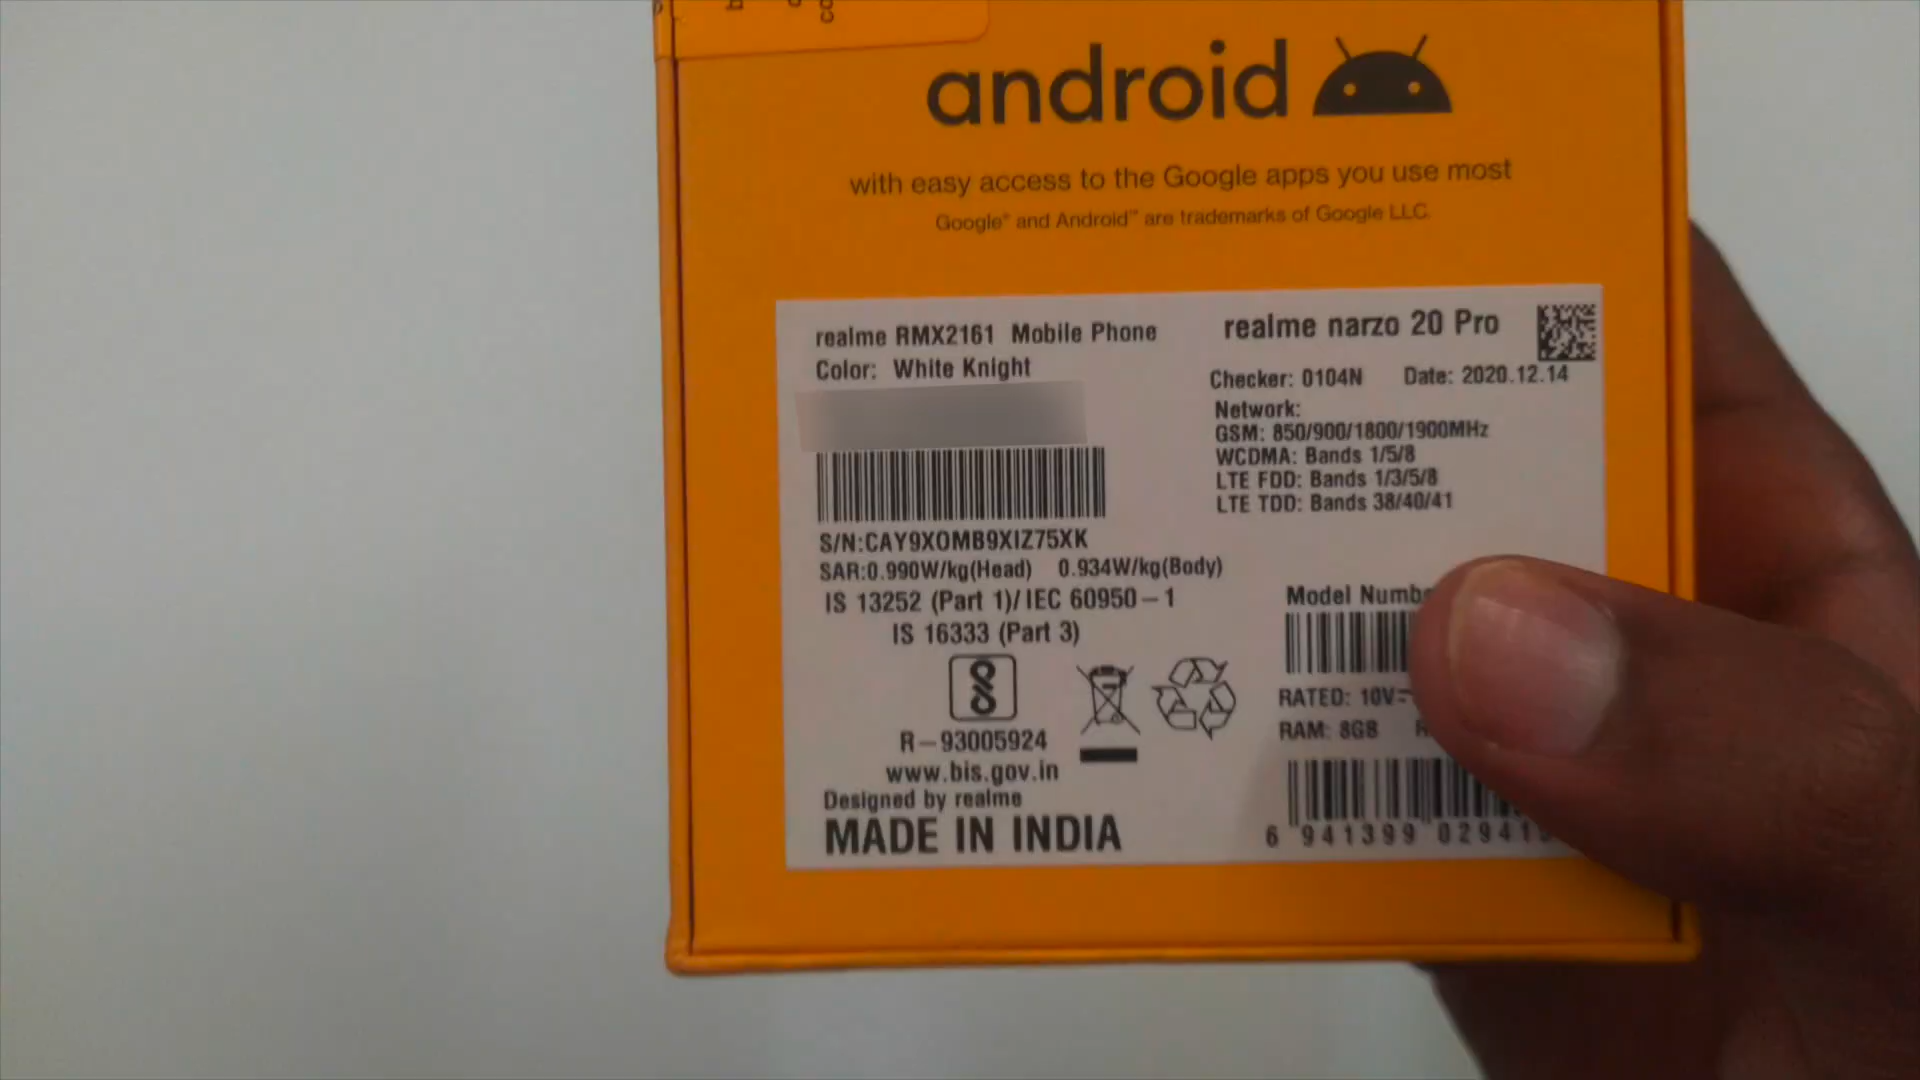 android
with easy access to the Google apps you use most
Google® and Android™ are trademarks of Google LLC.
realme RMX2161 Mobile Phone
Color: White Knight
S/N:CAY9XOMB9XIZ75XK
SAR:0.990W/kg(Head) 0.934W/kg(Body)
IS 13252 (Part 1)/ IEC 60950-1
IS 16333 (Part 3)
R-93005924
www.bis.gov.in
Designed by realme
MADE IN INDIA
realme narzo 20 Pro
Checker: 0104N Date: 2020.12.14
Network:
GSM: 850/900/1800/1900MHz
WCDMA: Bands 1/5/8
LTE FDD: Bands 1/3/5/8
LTE TDD: Bands 38/40/41
Model
RATED: 10V
RAM: 8GB
6 941399 02941